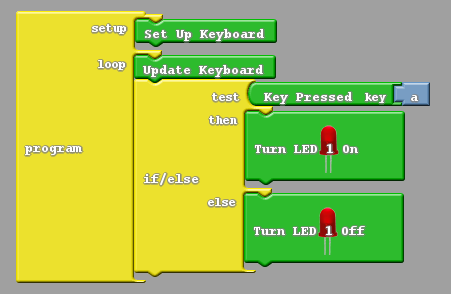 setup
Set Up Keyboard
loop
Update Keyboard
test
Key Pressed key a
then
program
Turn LED 1 On
if/else
else
Turn LED 1 Off